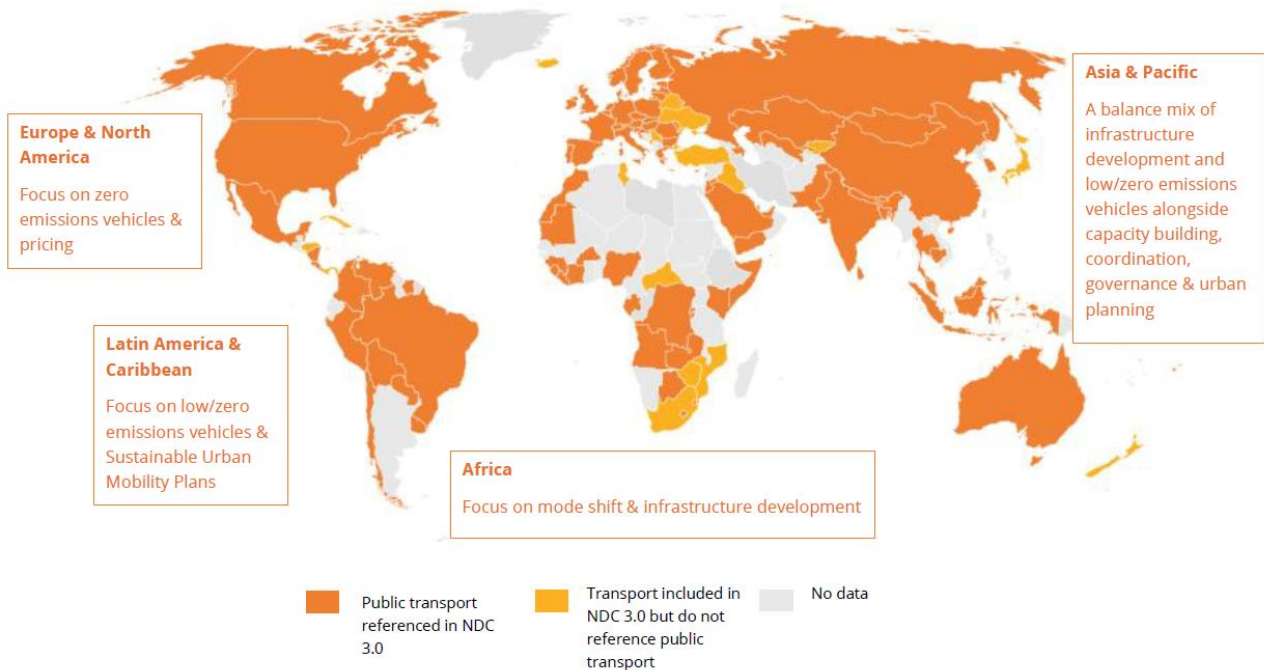 Europe & North
America
Focus on zero
emissions vehicles &
pricing
Latin America &
Caribbean
Focus on low/zero
emissions vehicles &
Sustainable Urban
Mobility Plans
Africa
Focus on mode shift & infrastructure development
Asia & Pacific
A balance mix of
infrastructure
development and
low/zero emissions
vehicles alongside
capacity building,
coordination,
governance & urban
planning
Public transport
referenced in NDC
3.0
Transport included in
NDC 3.0 but do not
reference public
transport
No data